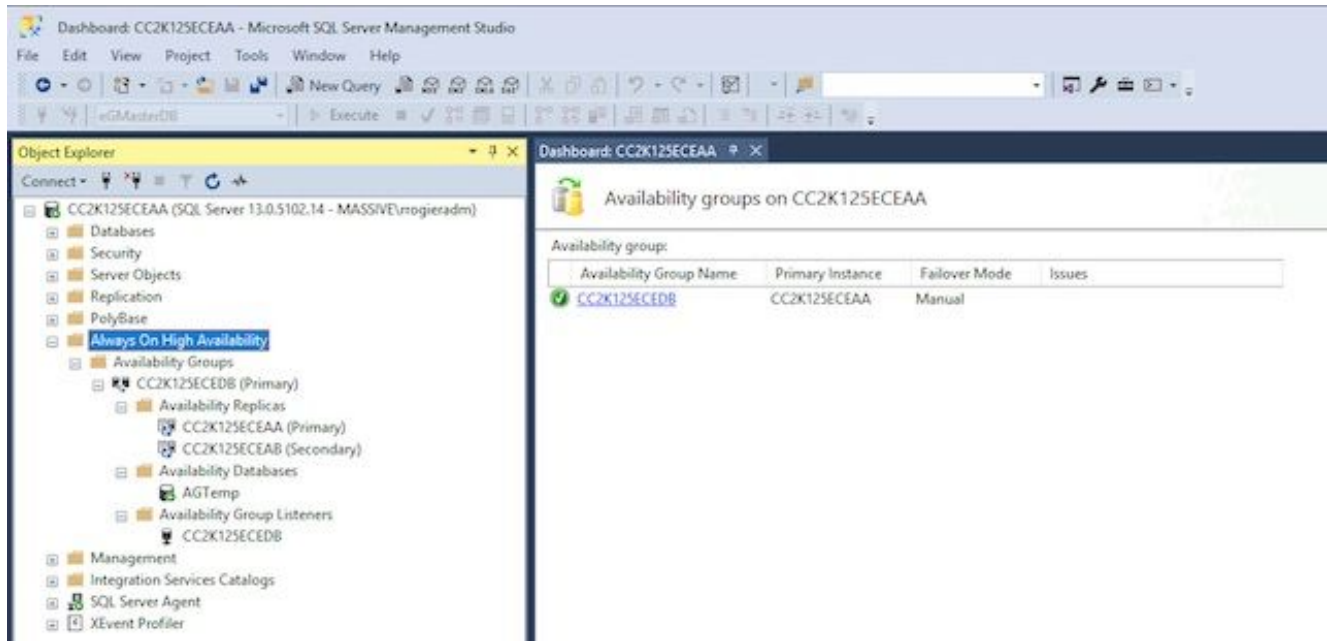 Dashboard: CC2K125ECEAA - Microsoft SQL Server Management Studio
File Edit View Project Tools Window Help
New Query
eGMasterDB Execute
Object Explorer
Connect
CC2K125ECEAA (SQL Server 13.0.5102.14 - MASSIVE\rrogieradm)
Databases
Security
Server Objects
Replication
PolyBase
Always On High Availability
Availability Groups
CC2K125ECEDB (Primary)
Availability Replicas
CC2K125ECEAA (Primary)
CC2K125ECEAB (Secondary)
Availability Databases
AGTemp
Availability Group Listeners
CC2K125ECEDB
Management
Integration Services Catalogs
SQL Server Agent
XEvent Profiler
Dashboard: CC2K125ECEAA
Availability groups on CC2K125ECEAA
Availability group:
Availability Group Name Primary Instance Failover Mode Issues
CC2K125ECEDB CC2K125ECEAA Manual